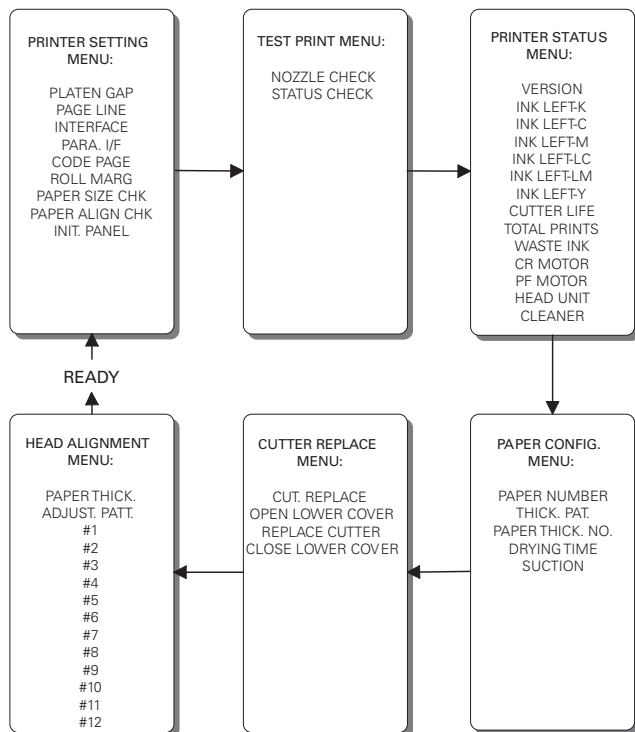 PRINTER SETTING
MENU:
PLATEN GAP
PAGE LINE
INTERFACE
PARA. I/F
CODE PAGE
ROLL MARG
PAPER SIZE CHK
PAPER ALIGN CHK
INIT. PANEL
TEST PRINT MENU:
NOZZLE CHECK
STATUS CHECK
PRINTER STATUS
MENU:
VERSION
INK LEFT-K
INK LEFT-C
INK LEFT-M
INK LEFT-LC
INK LEFT-LM
INK LEFT-Y
CUTTER LIFE
TOTAL PRINTS
WASTE INK
CR MOTOR
PF MOTOR
HEAD UNIT
CLEANER
READY
HEAD ALIGNMENT
MENU:
PAPER THICK.
ADJUST. PATT.
#1
#2
#3
#4
#5
#6
#7
#8
#9
#10
#11
#12
CUTTER REPLACE
MENU:
CUT. REPLACE
OPEN LOWER COVER
REPLACE CUTTER
CLOSE LOWER COVER
PAPER CONFIG.
MENU:
PAPER NUMBER
THICK. PAT.
PAPER THICK. NO.
DRYING TIME
SUCTION